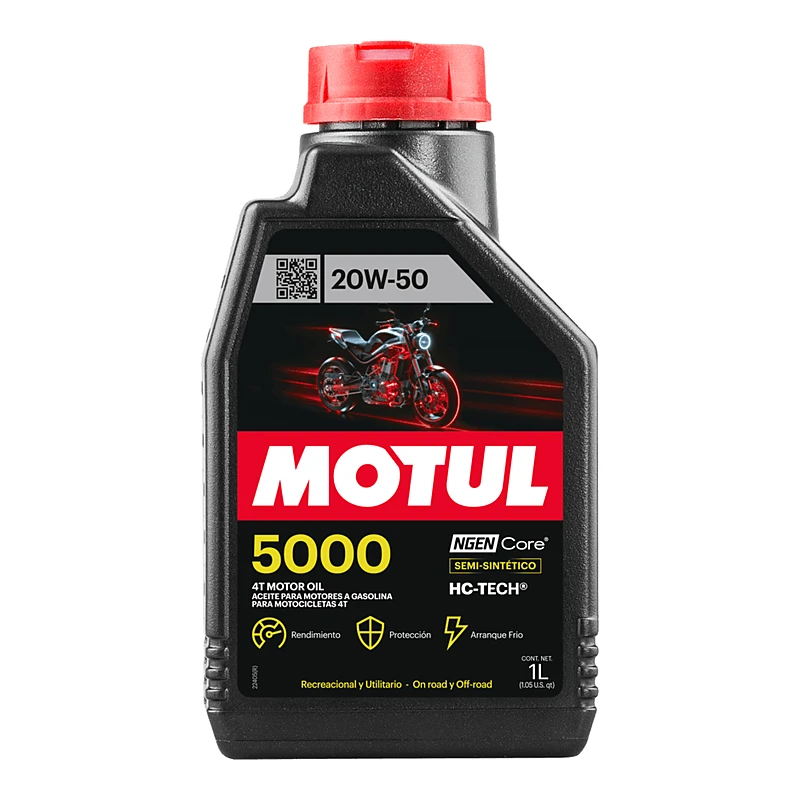 20W-50
MOTUL
5000
4T MOTOR OIL
ACEITE PARA MOTORES A GASOLINA
PARA MOTOCICLETAS 4T
NGEN Core®
SEMI-SINTÉTICO
HC-TECH®
Rendimiento
Protección
Arranque Frio
CONT. NET.
1L
(1.05 U.S. qt)
Recreacional y Utilitario - On road y Off-road